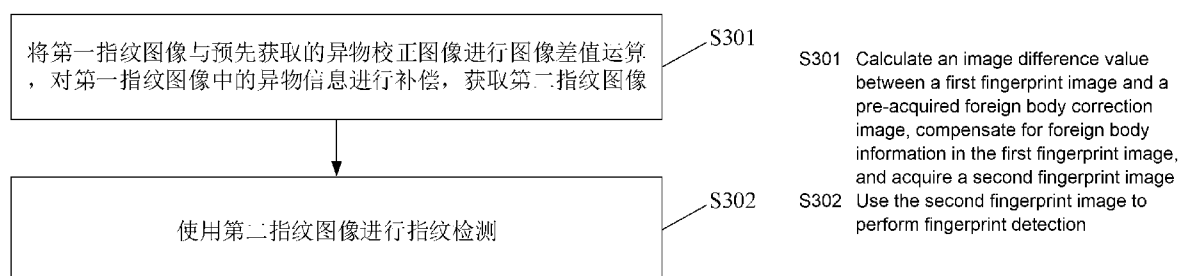 将第一指纹图像与预先获取的异物校正图像进行图像差值运算
，对第一指纹图像中的异物信息进行补偿，获取第二指纹图像
S301
使用第二指纹图像进行指纹检测
S302
S301 Calculate an image difference value
between a first fingerprint image and a
pre-acquired foreign body correction
image, compensate for foreign body
information in the first fingerprint image,
and acquire a second fingerprint image
S302 Use the second fingerprint image to
perform fingerprint detection